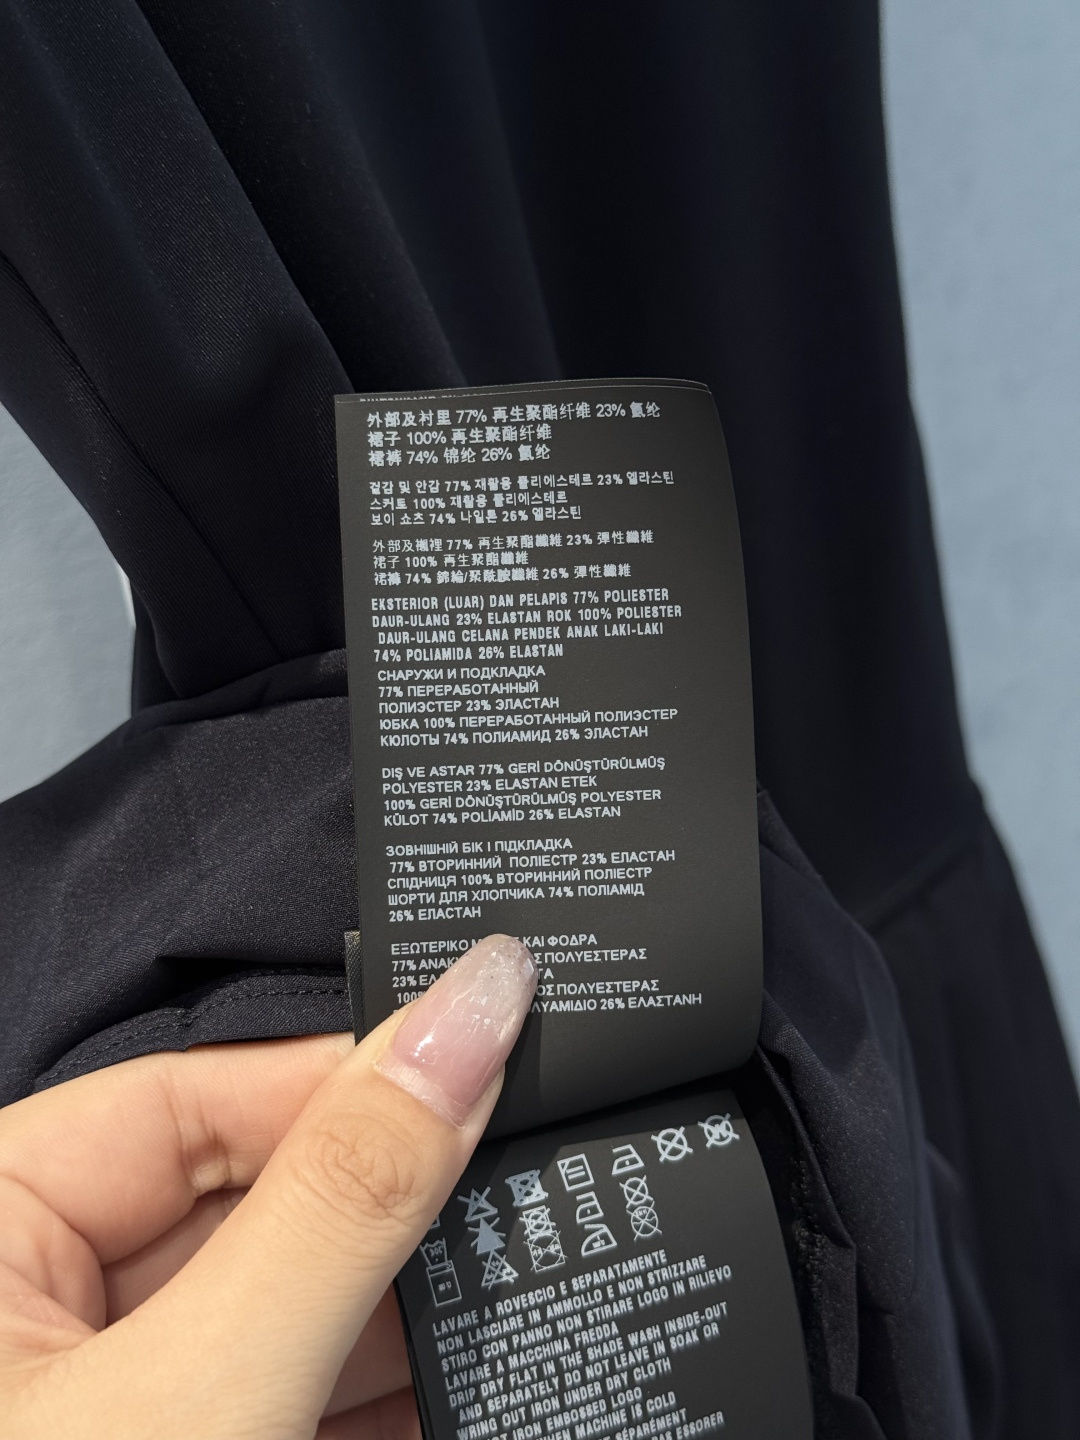 外部及村里 77% 再生聚酯纤维 23% 氨纶
裙子 100% 再生聚酯纤维
裙裤 74% 锦纶 26% 氨纶
겉감 및 안감 77% 재활용 폴리에스테르 23% 엘라스틴
스커트 100% 재활용 폴리에스테르
보이 쇼츠 74% 나일론 26% 엘라스틴
外部及襯裡 77% 再生聚酯纖維 23% 彈性纖維
裙子 100% 再生聚酯纖維
裙褲 74% 錦綸/聚酰胺纖維 26% 彈性纖維
EKSTERIOR (LUAR) DAN PELAPIS 77% POLIESTER
DAUR-ULANG 23% ELASTAN ROK 100% POLIESTER
DAUR-ULANG CELANA PENDEK ANAK LAKI-LAKI
74% POLIAMIDA 26% ELASTAN
СНАРУЖИ И ПОДКЛАДКА
77% ПЕРЕРАБОТАННЫЙ
ПОЛИЭСТЕР 23% ЭЛАСТАН
ЮБКА 100% ПЕРЕРАБОТАННЫЙ ПОЛИЭСТЕР
КЮЛОТЫ 74% ПОЛИАМИД 26% ЭЛАСТАН
DIŞ VE ASTAR 77% GERİ DÖNÜŞTÜRÜLMÜŞ
POLYESTER 23% ELASTAN ETEK
100% GERİ DÖNÜŞTÜRÜLMÜŞ POLYESTER
KÜLOT 74% POLİAMİD 26% ELASTAN
ЗОВНІШНІЙ БІК І ПІДКЛАДКА
77% ВТОРИННИЙ ПОЛІЕСТР 23% ЕЛАСТАН
СПІДНИЦЯ 100% ВТОРИННИЙ ПОЛІЕСТР
ШОРТИ ДЛЯ ХЛОПЧИКА 74% ПОЛІАМІД
26% ЕЛАСТАН
ΕΞΩΤΕΡΙΚΟ ΚΑΙ ΦΟΔΡΑ
77% ΠΟΛΥΕΣΤΕΡΑΣ
23%
ΠΟΛΥΕΣΤΕΡΑΣ
26% ΕΛΑΣΤΑΝΗ
LAVARE A ROVESCIO E SEPARATAMENTE
NON LASCIARE IN AMMOLLO E NON STRIZZARE
STIRO CON PANNO NON STIRARE LOGO IN RILIEVO
LAVARE A MACCHINA FREDDA
DRIP DRY FLAT IN THE SHADE WASH INSIDE-OUT
AND SEPARATELY DO NOT LEAVE IN SOAK OR
WRING OUT IRON UNDER DRY CLOTH
IRON EMBOSSED LOGO
WHEN MACHINE IS COLD
SÉPARÉMENT
ESSORER